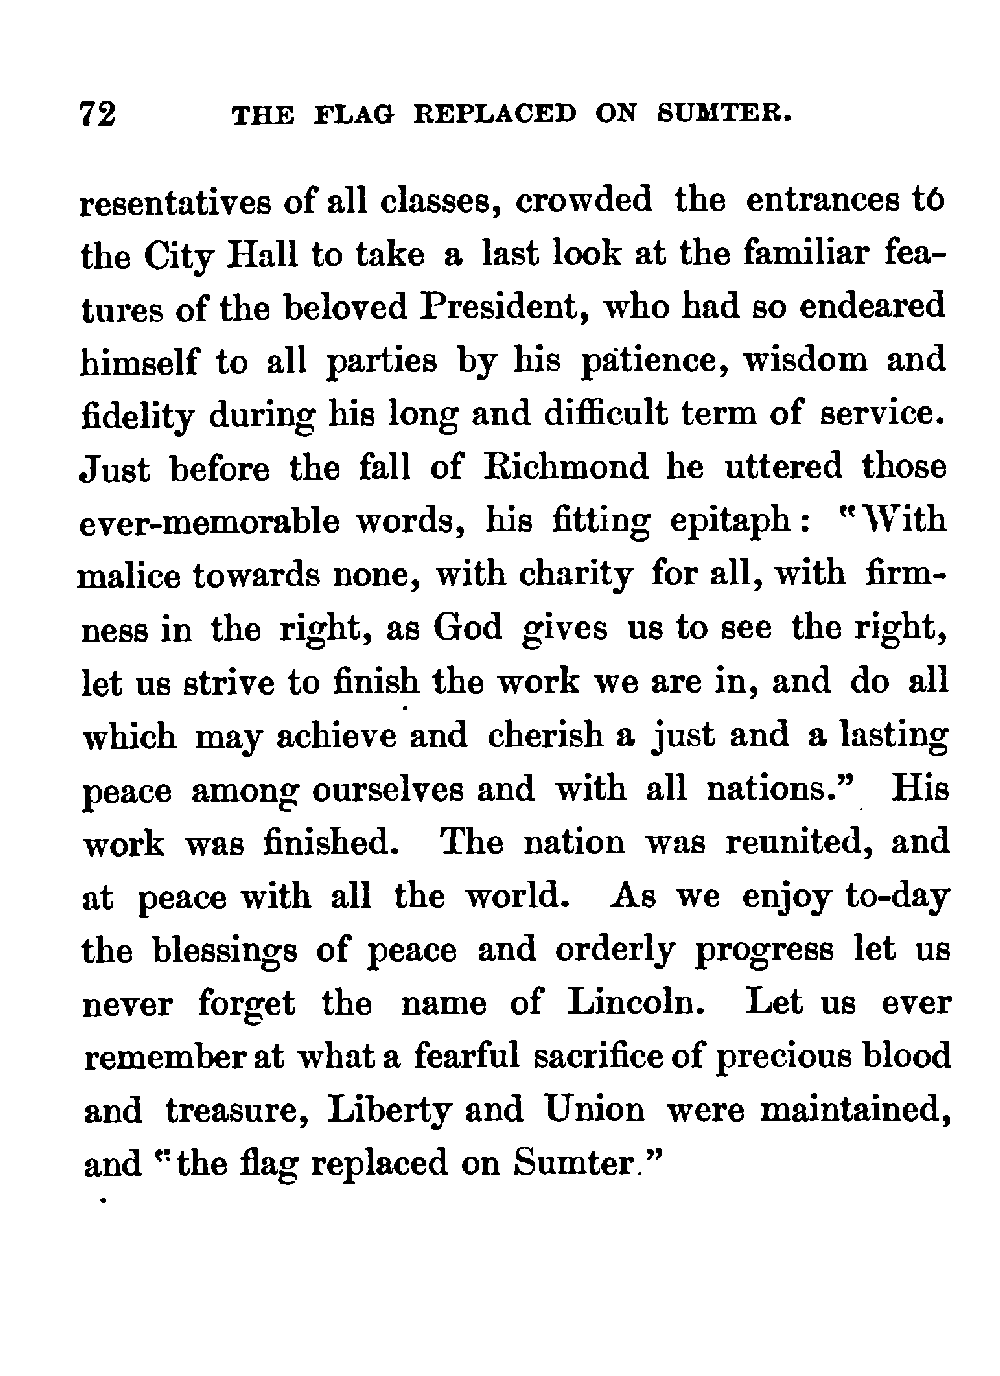 72 THE FLAG REPLACED ON SUMTER.
resentatives of all classes, crowded the entrances to
the City Hall to take a last look at the familiar fea-
tures of the beloved President, who had so endeared
himself to all parties by his patience, wisdom and
fidelity during his long and difficult term of service.
Just before the fall of Richmond he uttered those
ever-memorable words, his fitting epitaph: "With
malice towards none, with charity for all, with firm-
ness in the right, as God gives us to see the right,
let us strive to finish the work we are in, and do all
which may achieve and cherish a just and a lasting
peace among ourselves and with all nations." His
work was finished. The nation was reunited, and
at peace with all the world. As we enjoy to-day
the blessings of peace and orderly progress let us
never forget the name of Lincoln. Let us ever
remember at what a fearful sacrifice of precious blood
and treasure, Liberty and Union were maintained,
and "the flag replaced on Sumter."